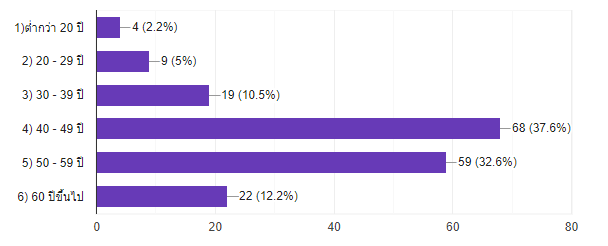 1)ต่ำกว่า 20 ปี 4 (2.2%)
2) 20 - 29 ปี 9 (5%)
3) 30 - 39 ปี 19 (10.5%)
4) 40 - 49 ปี 68 (37.6%)
5) 50 - 59 ปี 59 (32.6%)
6) 60 ปีขึ้นไป 22 (12.2%)
0 20 40 60 80